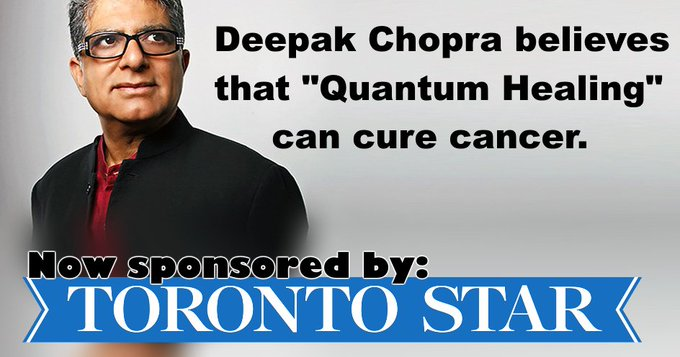 Deepak Chopra believes
that "Quantum Healing"
can cure cancer.
Now sponsored by:
TORONTO STAR